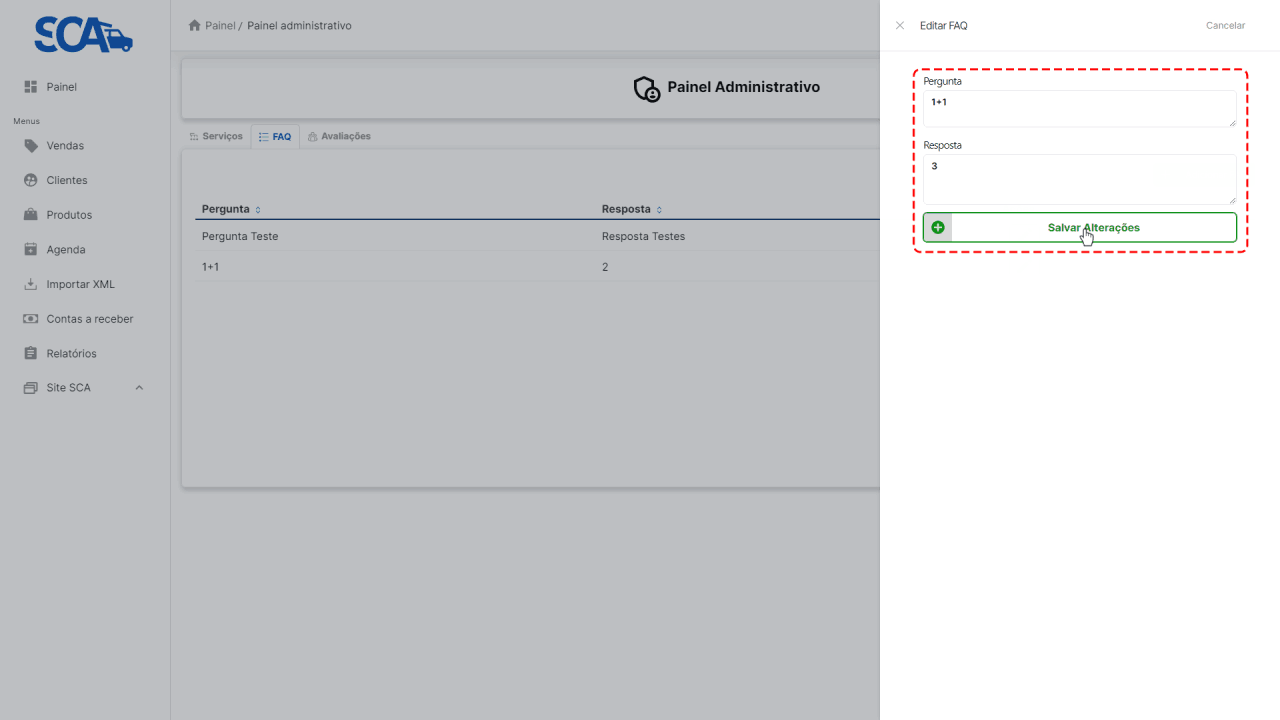 SCA
Painel
Menus
Vendas
Clientes
Produtos
Agenda
Importar XML
Contas a receber
Relatórios
Site SCA
Painel / Painel administrativo
Painel Administrativo
Serviços
FAQ
Avaliações
Pergunta Resposta
Pergunta Teste Resposta Testes
1+1 2
Editar FAQ
Cancelar
Pergunta
1+1
Resposta
3
Salvar Alterações